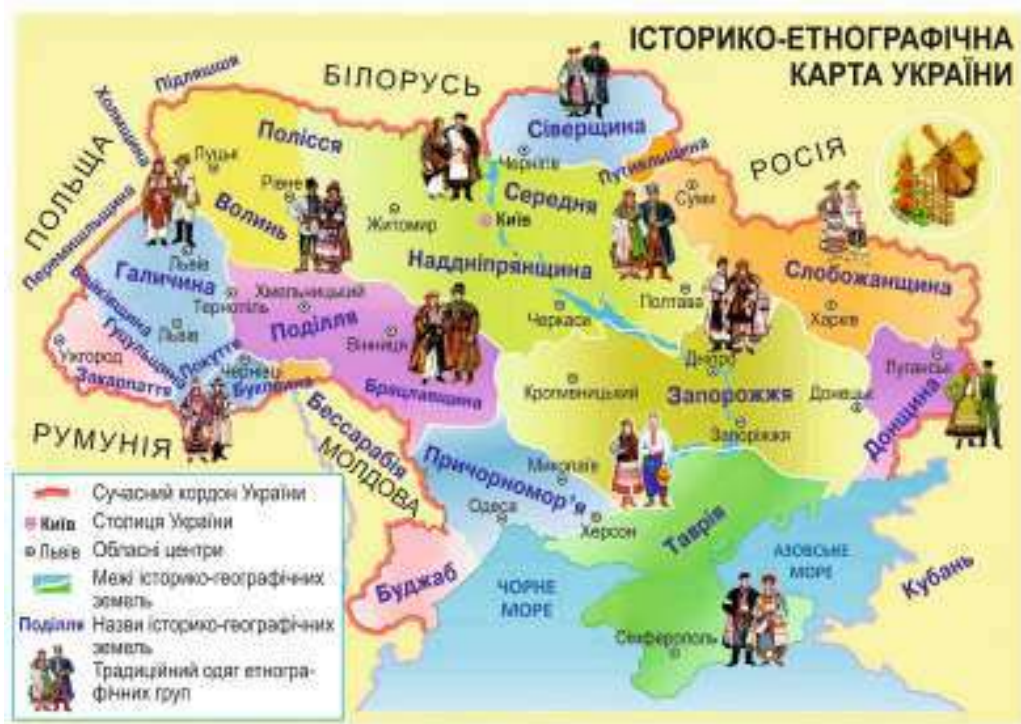 ІСТОРИКО-ЕТНОГРАФІЧНА
КАРТА УКРАЇНИ
БІЛОРУСЬ
Підляшшя
Холмщина
ПОЛЬЩА
Перемишльщина
РОСІЯ
Сіверщина
Чернігів
Путивльщина
Полісся
Луцьк
Рівне
Волинь
Житомир
Київ
Середня
Наддніпрянщина
Суми
Слобожанщина
Харків
Полтава
Черкаси
Львів
Галичина
Тернопіль
Хмельницький
Поділля
Вінниця
Брацлавщина
Львів
Бойківщина
Гуцульщина
Покуття
Ужгород
Закарпаття
Чернівці
Буковина
РУМУНІЯ
Бессарабія
МОЛДОВА
Кропивницький
Дніпро
Запорожжя
Запоріжжя
Донецьк
Луганськ
Донщина
Причорномор'я
Миколаїв
Одеса
Херсон
Таврія
Буджаб
ЧОРНЕ
МОРЕ
АЗОВСЬКЕ
МОРЕ
Кубань
Сімферополь
Сучасний кордон України
Київ Столиця України
Львів Обласні центри
Межі історико-географічних
земель
Поділля Назви історико-географічних
земель
Традиційний одяг етногра-
фічних груп